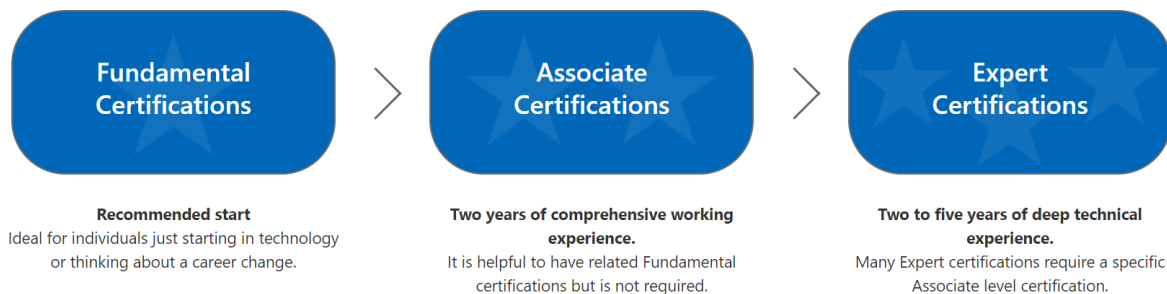 Fundamental
Certifications
Associate
Certifications
Expert
Certifications
Recommended start
Ideal for individuals just starting in technology
or thinking about a career change.
Two years of comprehensive working
experience.
It is helpful to have related Fundamental
certifications but is not required.
Two to five years of deep technical
experience.
Many Expert certifications require a specific
Associate level certification.